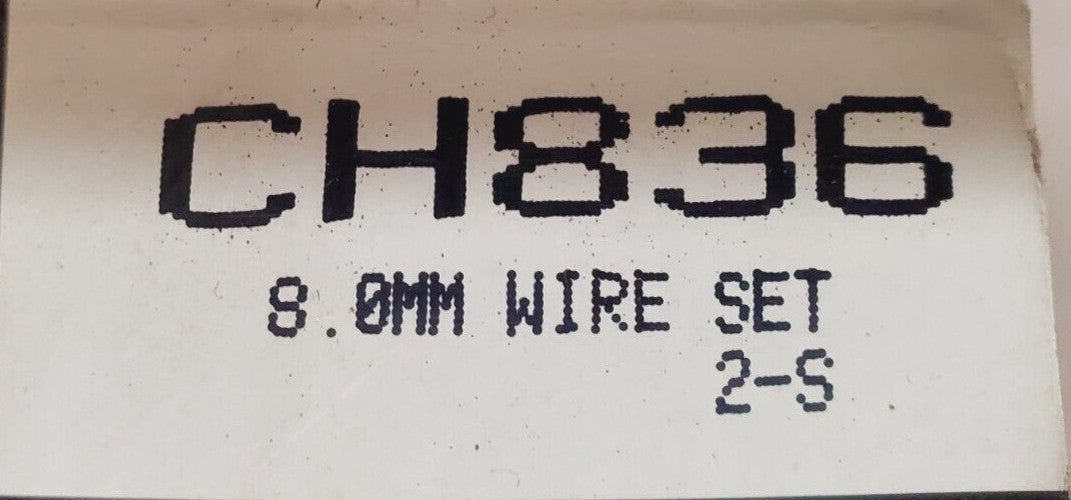 CH836
8.0MM WIRE SET
2-S